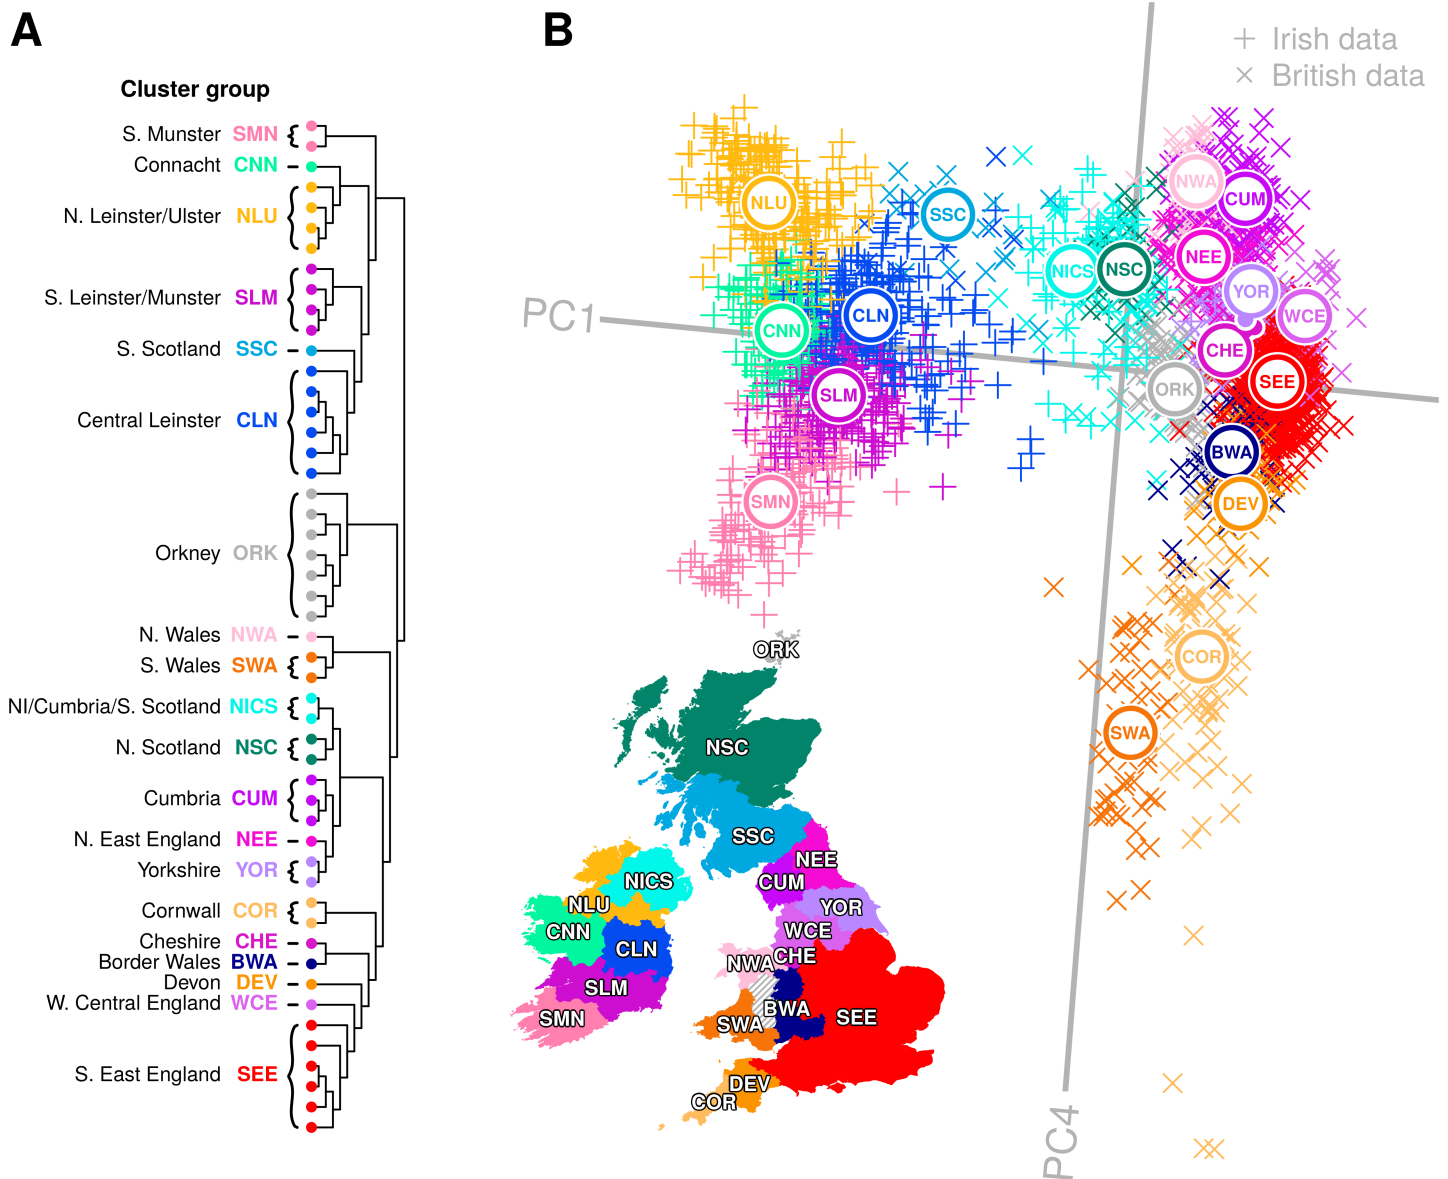 A
Cluster group
S. Munster SMN
Connacht CNN
N. Leinster/Ulster NLU
S. Leinster/Munster SLM
S. Scotland SSC
Central Leinster CLN
Orkney ORK
N. Wales NWA
S. Wales SWA
NI/Cumbria/S. Scotland NICS
N. Scotland NSC
Cumbria CUM
N. East England NEE
Yorkshire YOR
Cornwall COR
Cheshire CHE
Border Wales BWA
Devon DEV
W. Central England WCE
S. East England SEE
B
Irish data
British data
NWA
CUM
NLU
SSC
NEE
NICS
NSC
YOR
PC1
CNN
CLN
WCE
CHE
SEE
ORK
SLM
BWA
SMN
DEV
COR
SWA
PC4
ORK
NSC
SSC
NEE
NICS
CUM
NLU
YOR
CNN
WCE
CLN
CHE
NWA
SLM
BWA
SMN
SWA
SEE
DEV
COR